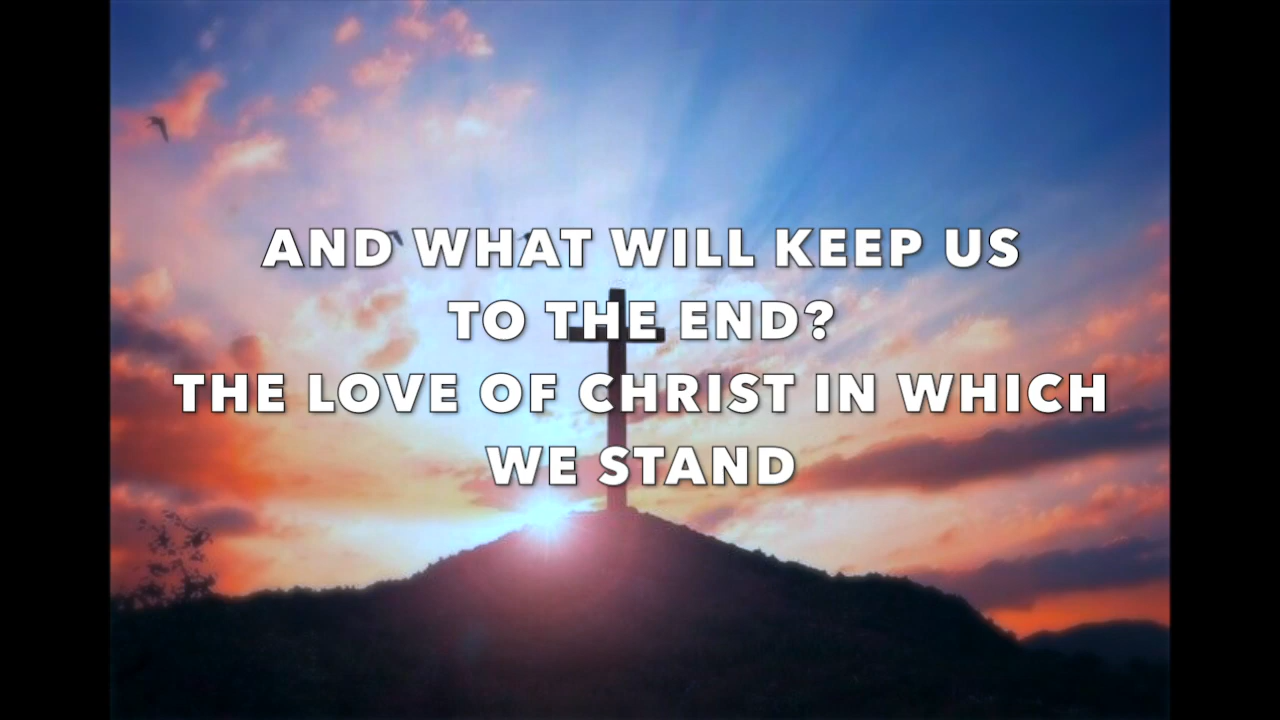 AND WHAT WILL KEEP US
TO THE END?
THE LOVE OF CHRIST IN WHICH
WE STAND